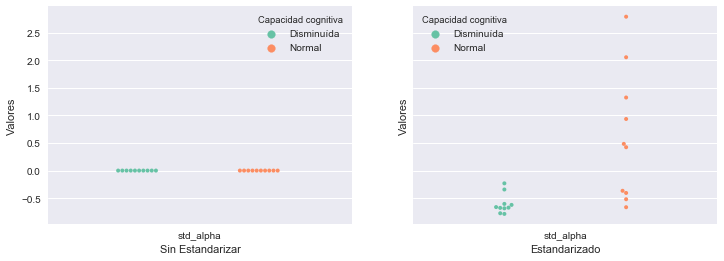 Capacidad cognitiva
Disminuída
Normal
Valores
2.5
2.0
1.5
1.0
0.5
0.0
−0.5
std_alpha
Sin Estandarizar
Capacidad cognitiva
Disminuída
Normal
Valores
std_alpha
Estandarizado